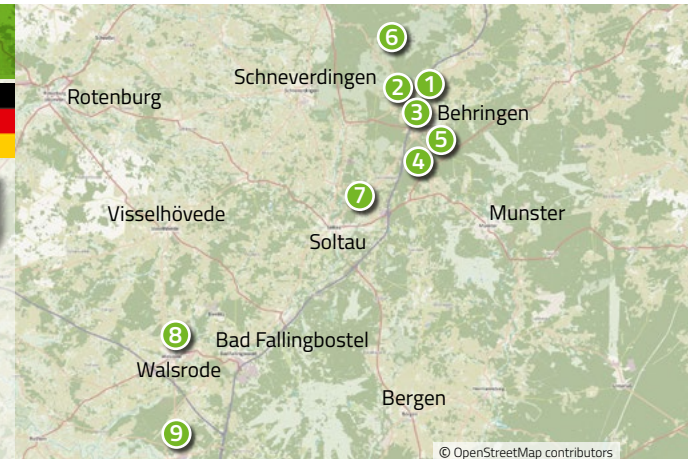 6
Schneverdingen
1
2
Rotenburg
3
Behringen
5
4
7
Visselhövede
Munster
Soltau
8
Bad Fallingbostel
Walsrode
Bergen
9
© OpenStreetMap contributors